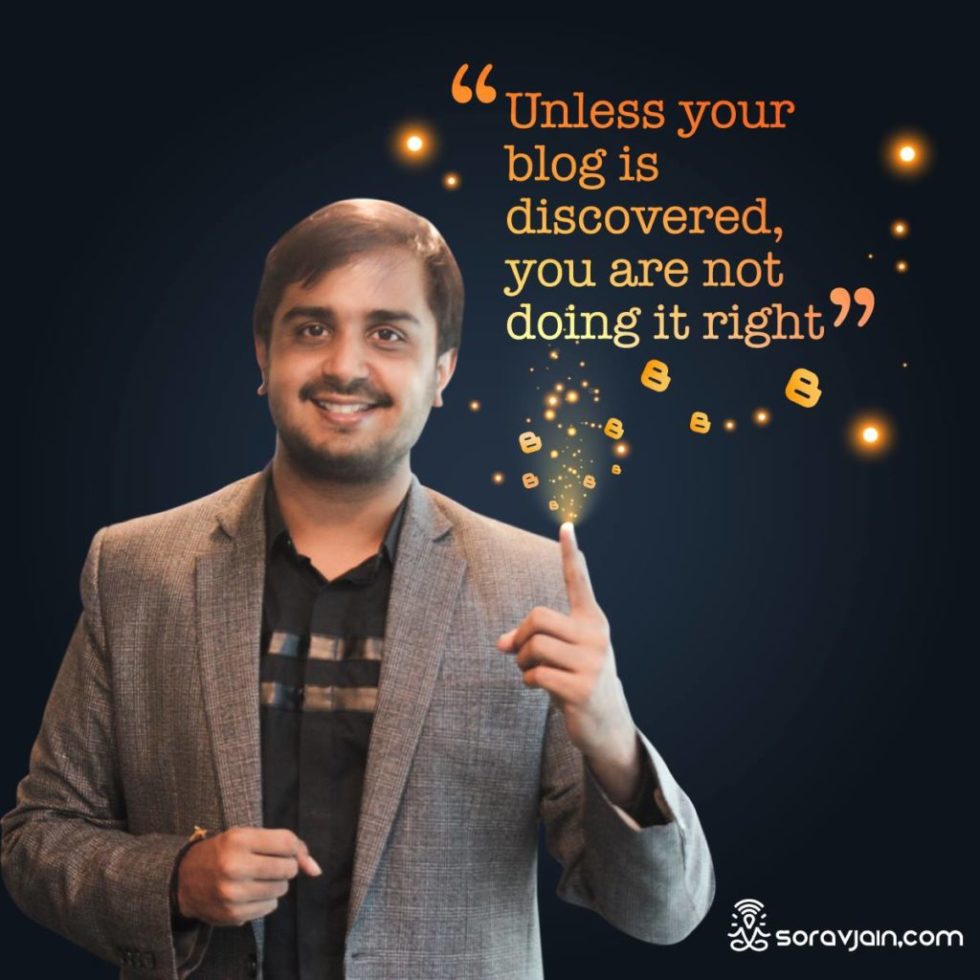 “Unless your
blog is
discovered,
you are not
doing it right”
soravjain.com